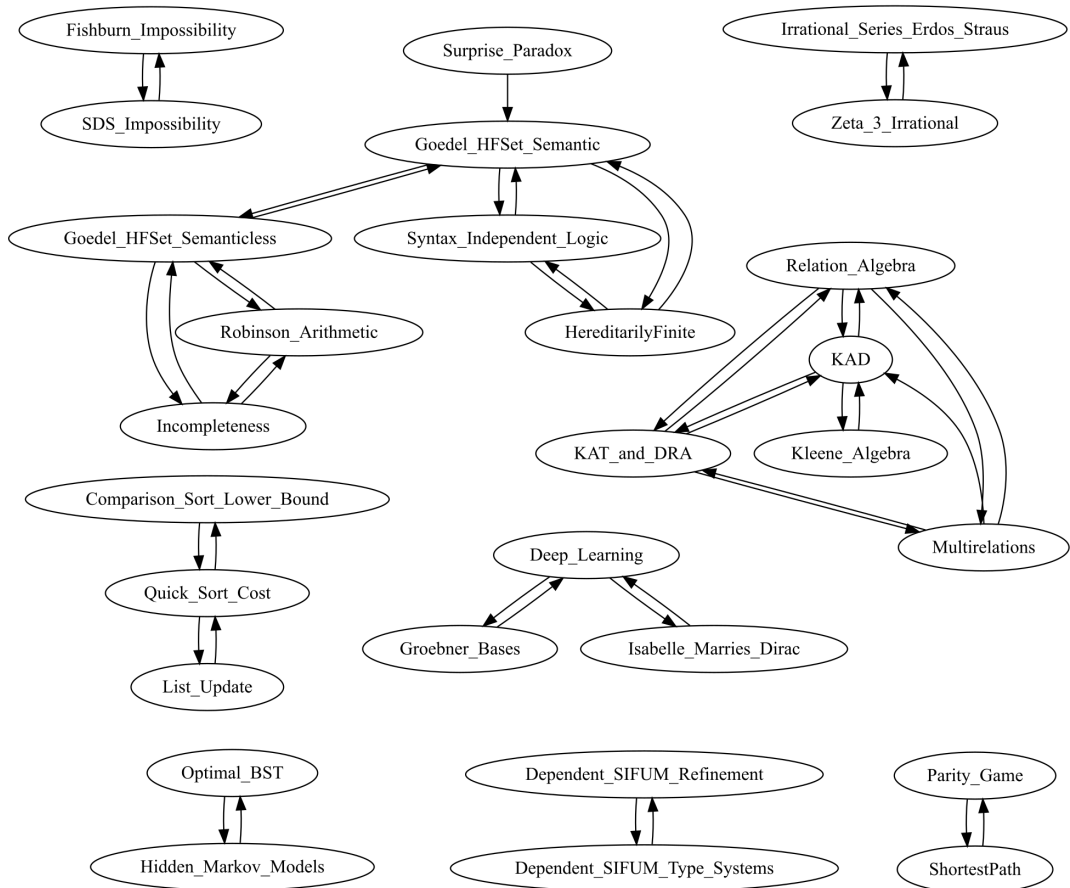 Fishburn_Impossibility
Surprise_Paradox
Irrational_Series_Erdos_Straus
SDS_Impossibility
Zeta_3_Irrational
Goedel_HFSet_Semantic
Goedel_HFSet_Semanticless
Syntax_Independent_Logic
Relation_Algebra
Robinson_Arithmetic
HereditarilyFinite
KAD
Incompleteness
KAT_and_DRA
Kleene_Algebra
Comparison_Sort_Lower_Bound
Multirelations
Deep_Learning
Quick_Sort_Cost
Groebner_Bases
Isabelle_Marries_Dirac
List_Update
Optimal_BST
Dependent_SIFUM_Refinement
Parity_Game
Hidden_Markov_Models
Dependent_SIFUM_Type_Systems
ShortestPath